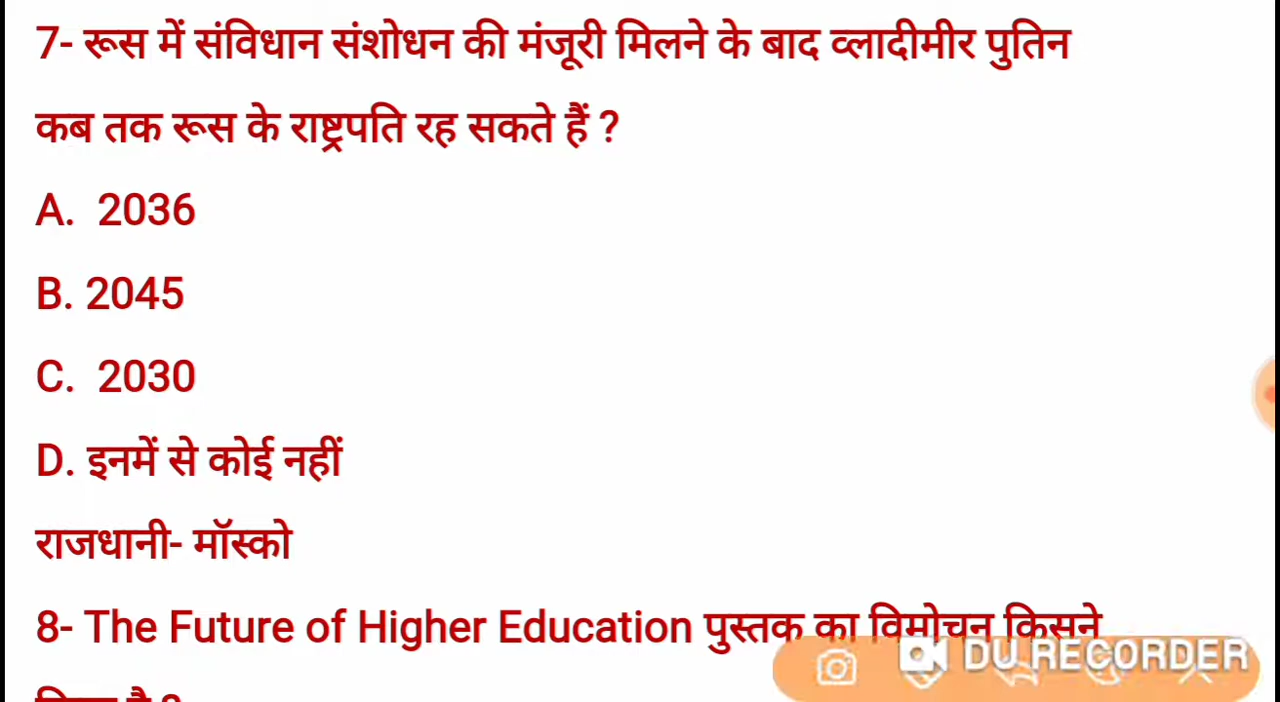 7- रूस में संविधान संशोधन की मंजूरी मिलने के बाद व्लादीमीर पुतिन
कब तक रूस के राष्ट्रपति रह सकते हैं ?
A. 2036
B. 2045
C. 2030
D. इनमें से कोई नहीं
राजधानी- मॉस्को
8- The Future of Higher Education पुस्तक का विमोचन किसने
DU RECORDER